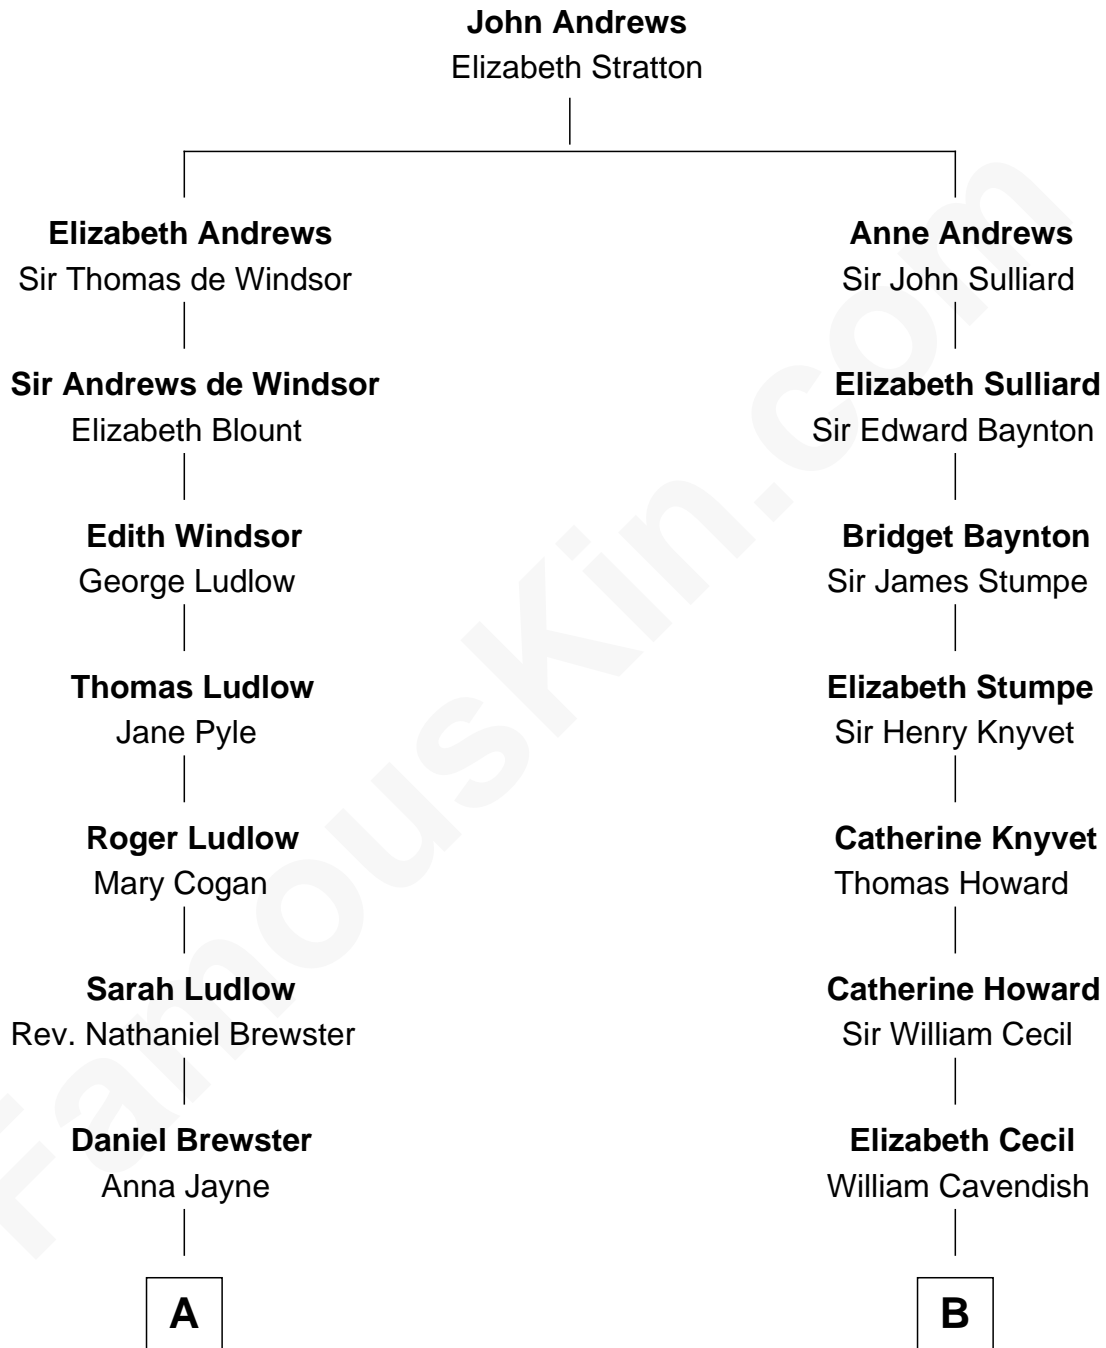 John Andrews
Elizabeth Stratton
Elizabeth Andrews
Sir Thomas de Windsor
Anne Andrews
Sir John Sulliard
Sir Andrews de Windsor
Elizabeth Blount
Elizabeth Sulliard
Sir Edward Baynton
Edith Windsor
George Ludlow
Bridget Baynton
Sir James Stumpe
Thomas Ludlow
Jane Pyle
Elizabeth Stumpe
Sir Henry Knyvet
Roger Ludlow
Mary Cogan
Catherine Knyvet
Thomas Howard
Sarah Ludlow
Rev. Nathaniel Brewster
Catherine Howard
Sir William Cecil
Daniel Brewster
Anna Jayne
Elizabeth Cecil
William Cavendish
A
B
FamousKin.com